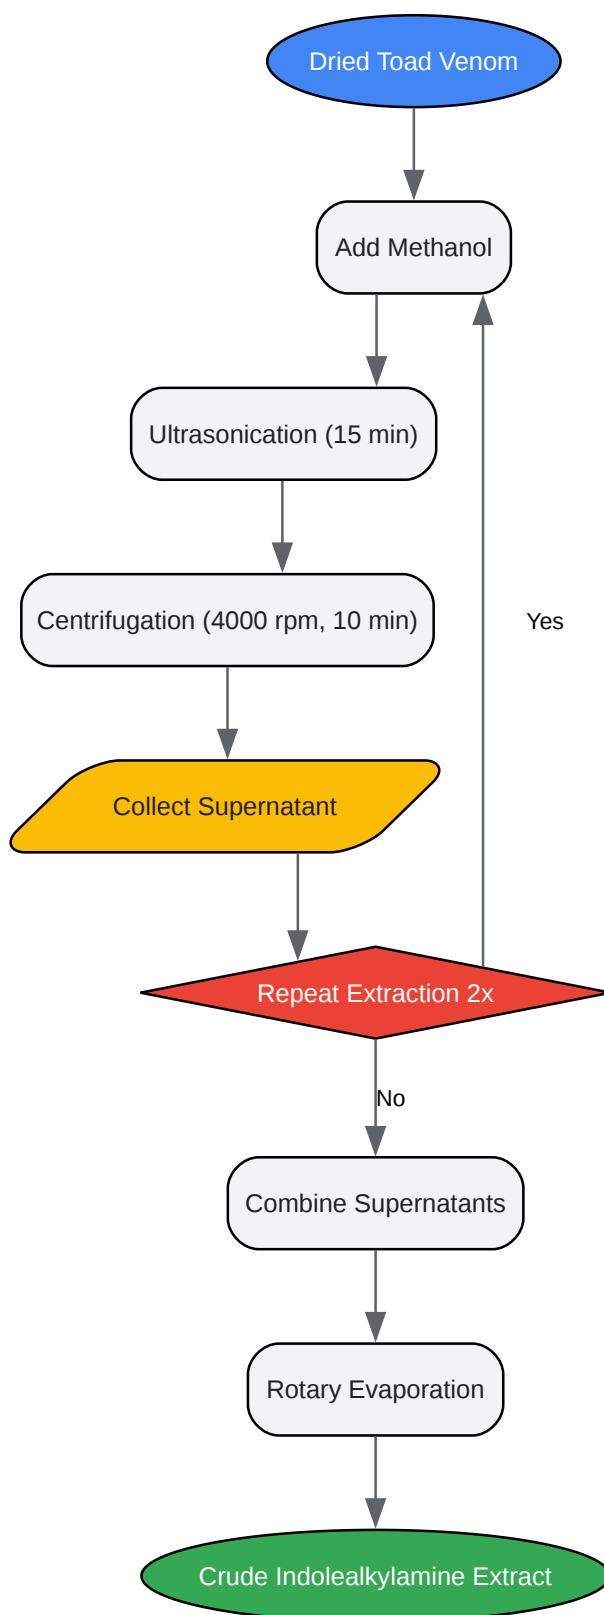 Dried Toad Venom
Add Methanol
Ultrasonication (15 min)
Centrifugation (4000 rpm, 10 min)
Yes
Collect Supernatant
Repeat Extraction 2x
No
Combine Supernatants
Rotary Evaporation
Crude Indolealkylamine Extract